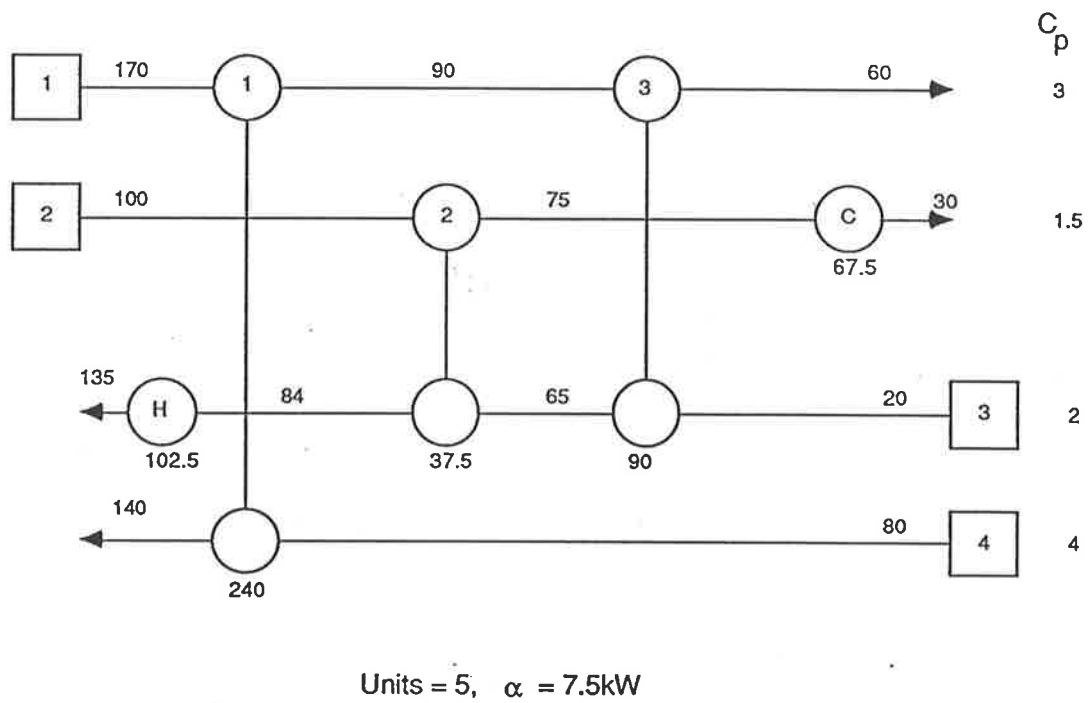 C
p
1 170 1 90 3 60 3
2 100 2 75 C 30 1.5
67.5
135 H 84 65 20 3 2
102.5 37.5 90
140 80 4 4
240
Units = 5, α = 7.5kW